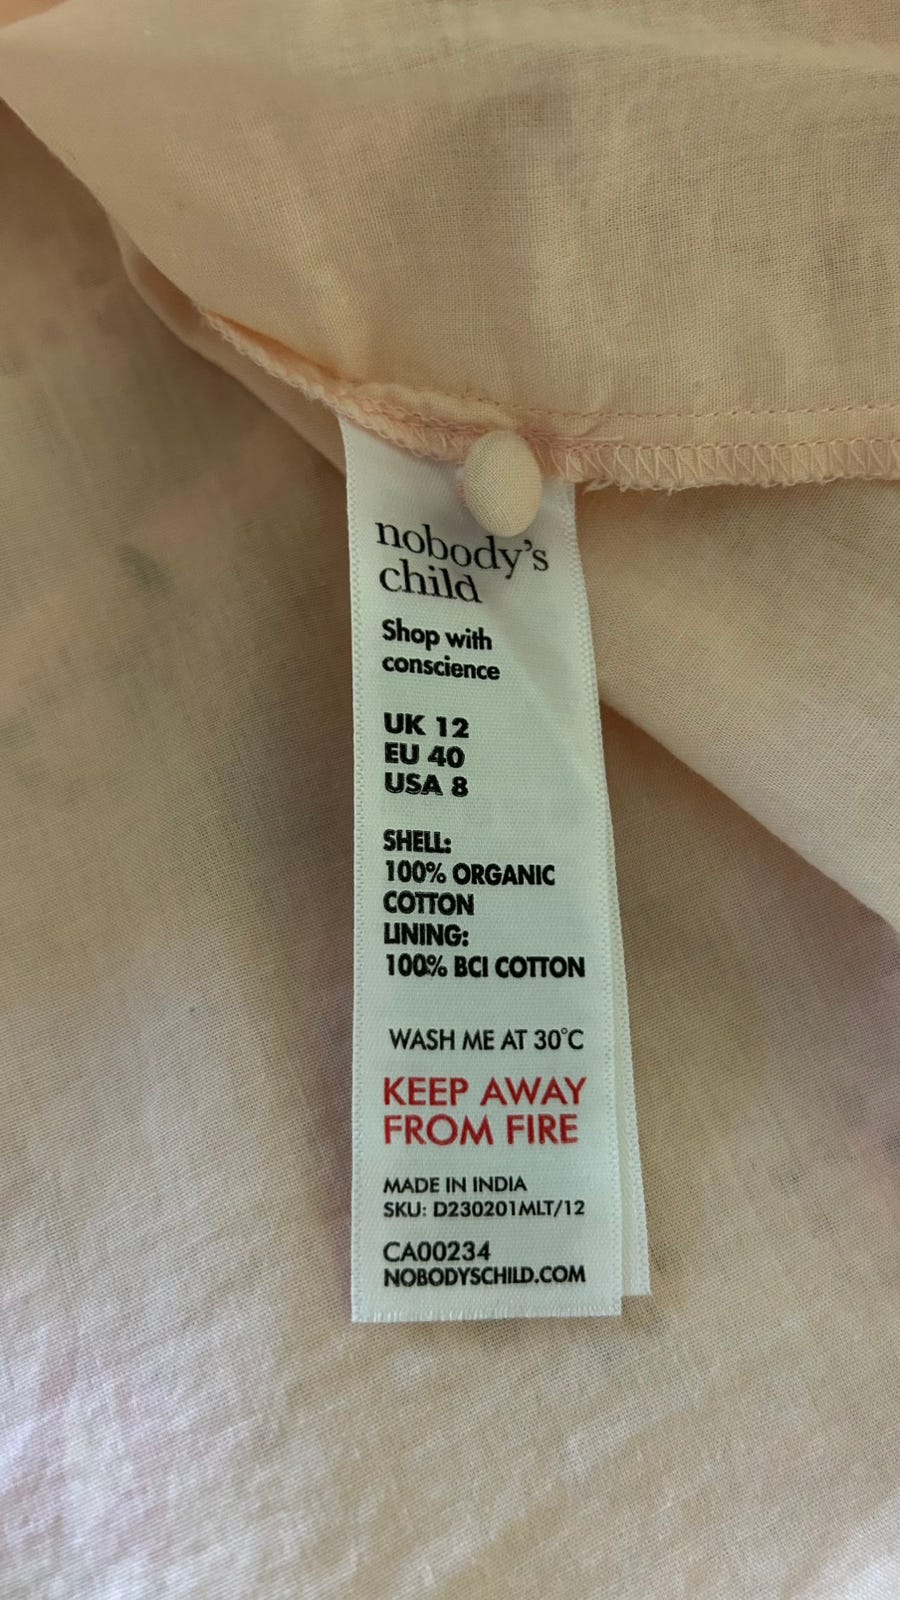 nobody's
child
Shop with
conscience
UK 12
EU 40
USA 8
SHELL:
100% ORGANIC
COTTON
LINING:
100% BCI COTTON
WASH ME AT 30°C
KEEP AWAY
FROM FIRE
MADE IN INDIA
SKU: D230201MLT/12
CA00234
NOBODYSCHILD.COM